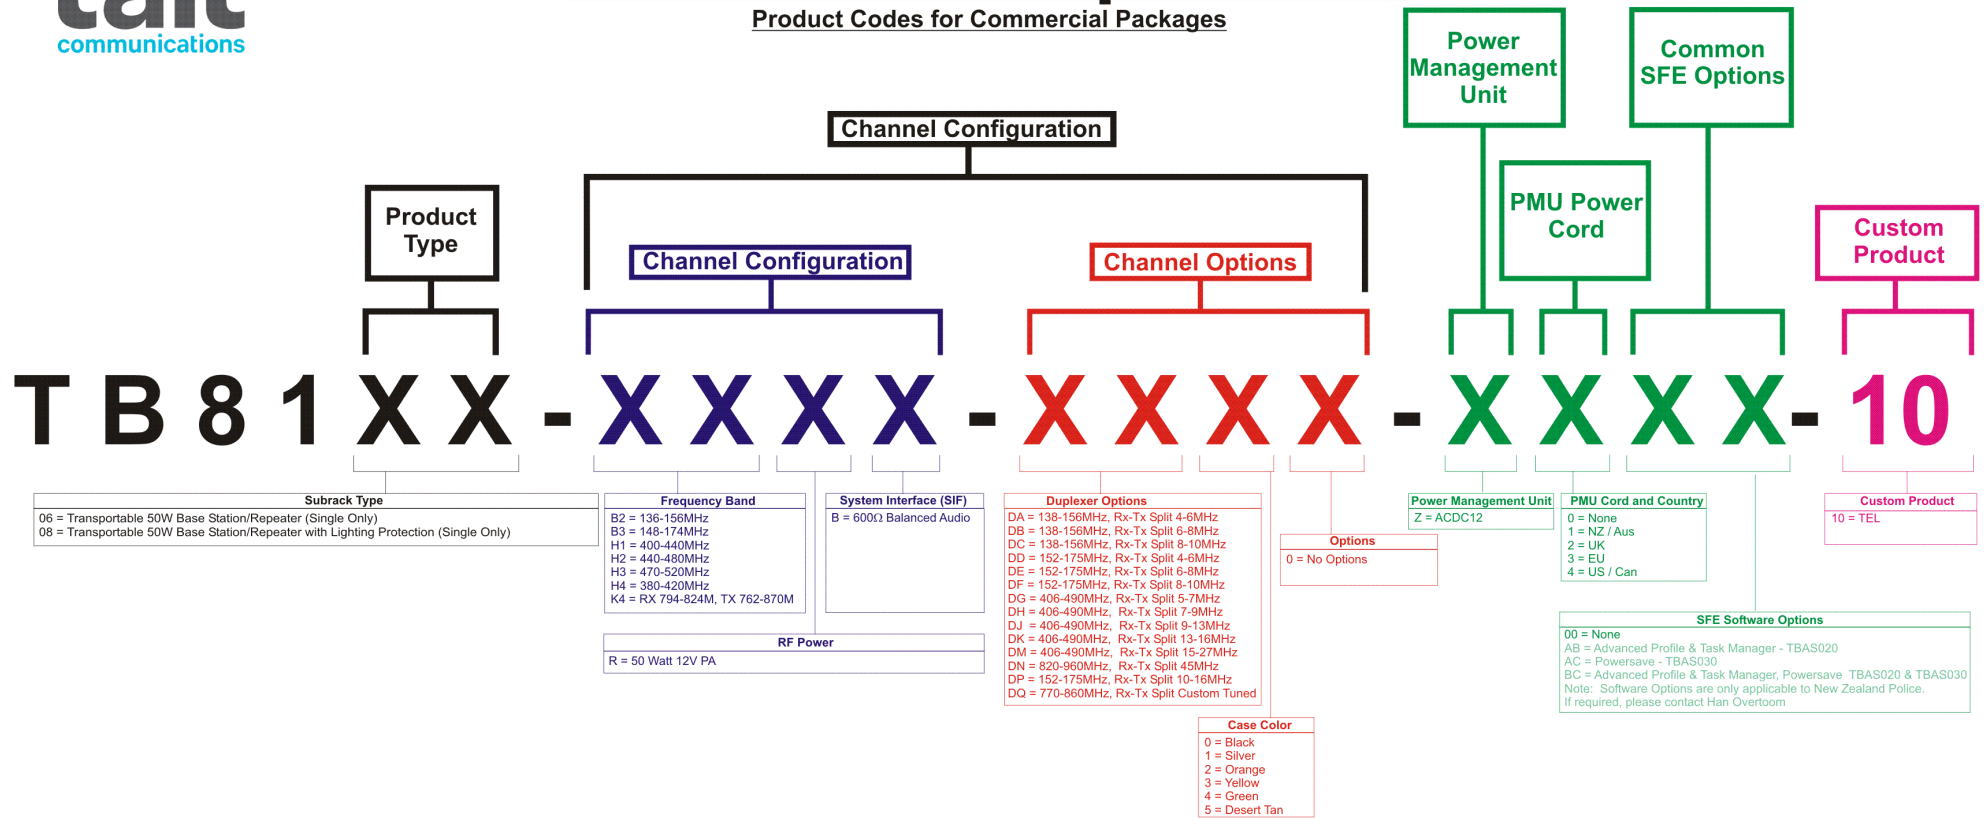 tait
communications
Product Codes for Commercial Packages
Power
Management
Unit
Common
SFE Options
Channel Configuration
PMU Power
Cord
Product
Type
Custom
Product
Channel Configuration
Channel Options
TB81XX-XXXX-XXXX-XXXX-10
Subrack Type
06 = Transportable 50W Base Station/Repeater (Single Only)
08 = Transportable 50W Base Station/Repeater with Lighting Protection (Single Only)
Frequency Band
B2 = 136-156MHz
B3 = 148-174MHz
H1 = 400-440MHz
H2 = 440-480MHz
H3 = 470-520MHz
H4 = 380-420MHz
K4 = RX 794-824M, TX 762-870M
RF Power
R = 50 Watt 12V PA
System Interface (SIF)
B = 600Ω Balanced Audio
Duplexer Options
DA = 138-156MHz, Rx-Tx Split 4-6MHz
DB = 138-156MHz, Rx-Tx Split 6-8MHz
DC = 138-156MHz, Rx-Tx Split 8-10MHz
DD = 152-175MHz, Rx-Tx Split 4-6MHz
DE = 152-175MHz, Rx-Tx Split 6-8MHz
DF = 152-175MHz, Rx-Tx Split 8-10MHz
DG = 406-490MHz, Rx-Tx Split 5-7MHz
DH = 406-490MHz, Rx-Tx Split 7-9MHz
DJ = 406-490MHz, Rx-Tx Split 9-13MHz
DK = 406-490MHz, Rx-Tx Split 13-16MHz
DM = 406-490MHz, Rx-Tx Split 15-27MHz
DN = 820-960MHz, Rx-Tx Split 45MHz
DP = 152-175MHz, Rx-Tx Split 10-16MHz
DQ = 770-860MHz, Rx-Tx Split Custom Tuned
Case Color
0 = Black
1 = Silver
2 = Orange
3 = Yellow
4 = Green
5 = Desert Tan
Options
0 = No Options
Power Management Unit
Z = ACDC12
PMU Cord and Country
0 = None
1 = NZ / Aus
2 = UK
3 = EU
4 = US / Can
SFE Software Options
00 = None
AB = Advanced Profile & Task Manager - TBAS020
AC = Powersave - TBAS030
BC = Advanced Profile & Task Manager, Powersave TBAS020 & TBAS030
Note: Software Options are only applicable to New Zealand Police.
If required, please contact Han Overtoom
Custom Product
10 = TEL